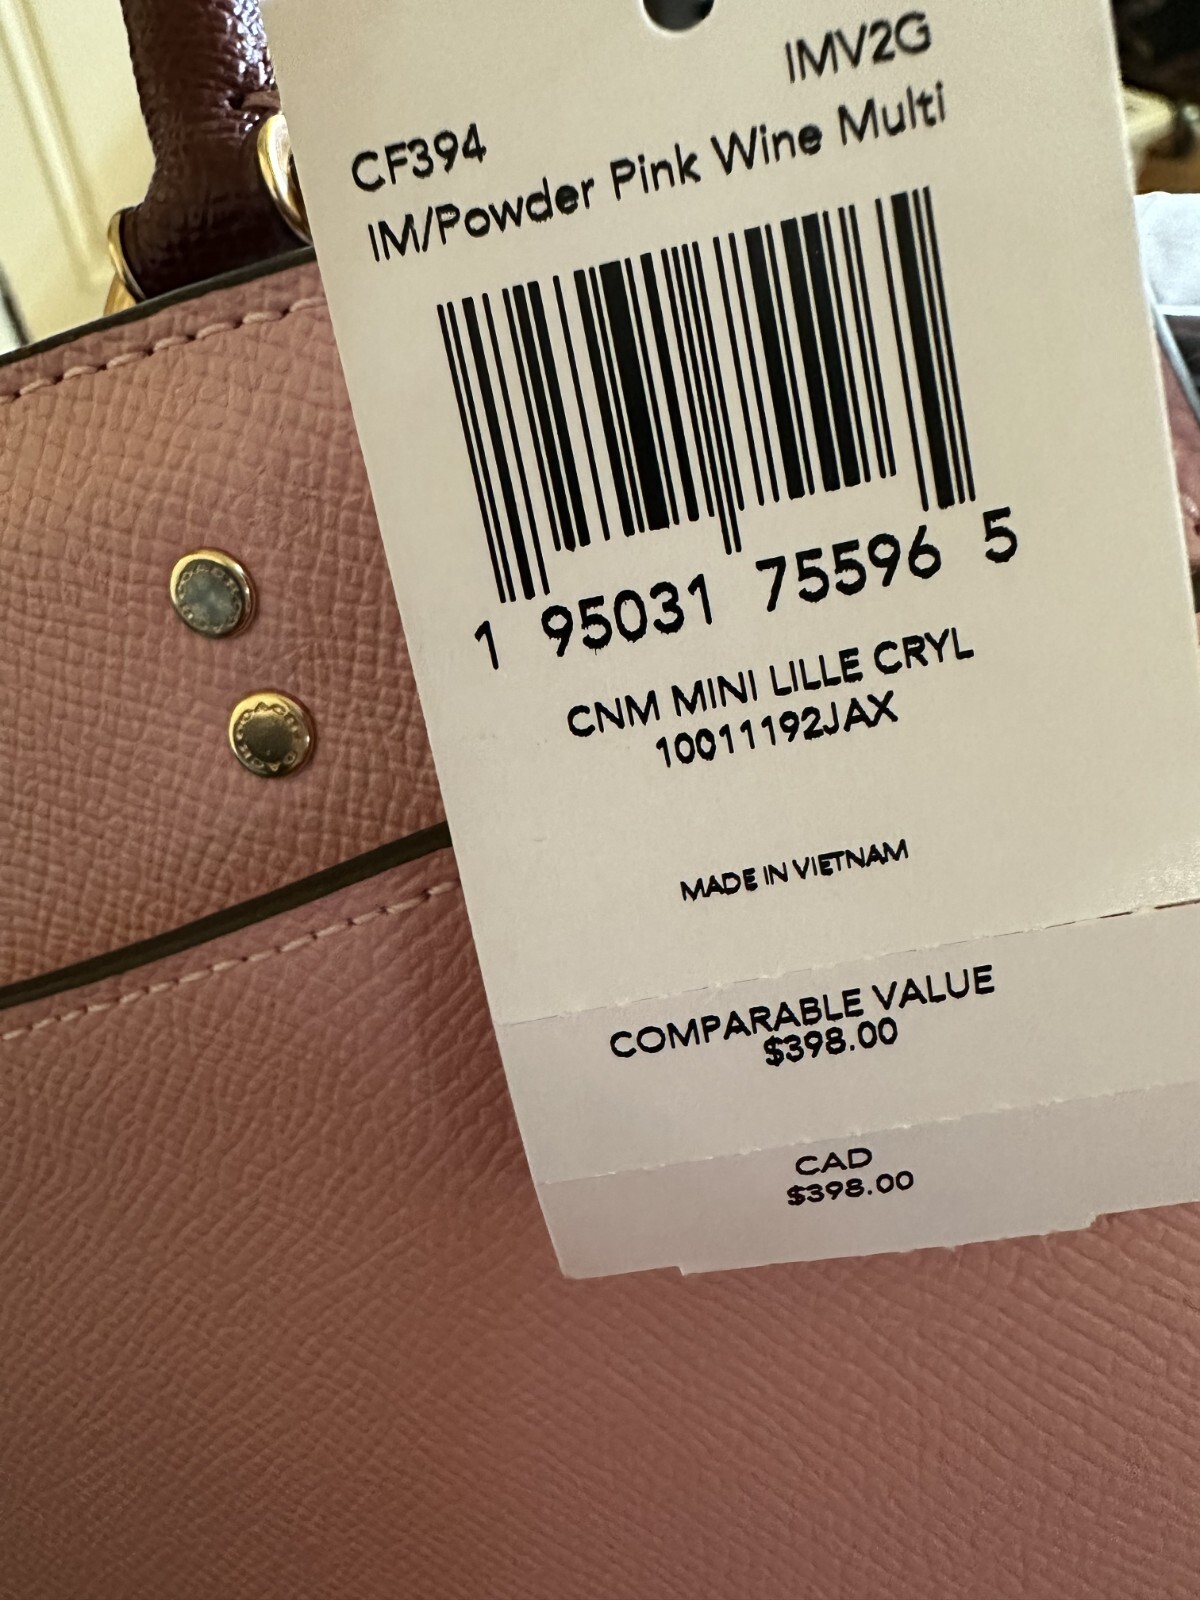 IMV2G
CF394
IM/Powder Pink Wine Multi
1 95031 75596 5
CNM MINI LILLE CRYL
10011192JAX
MADE IN VIETNAM
COMPARABLE VALUE
$398.00
CAD
$398.00